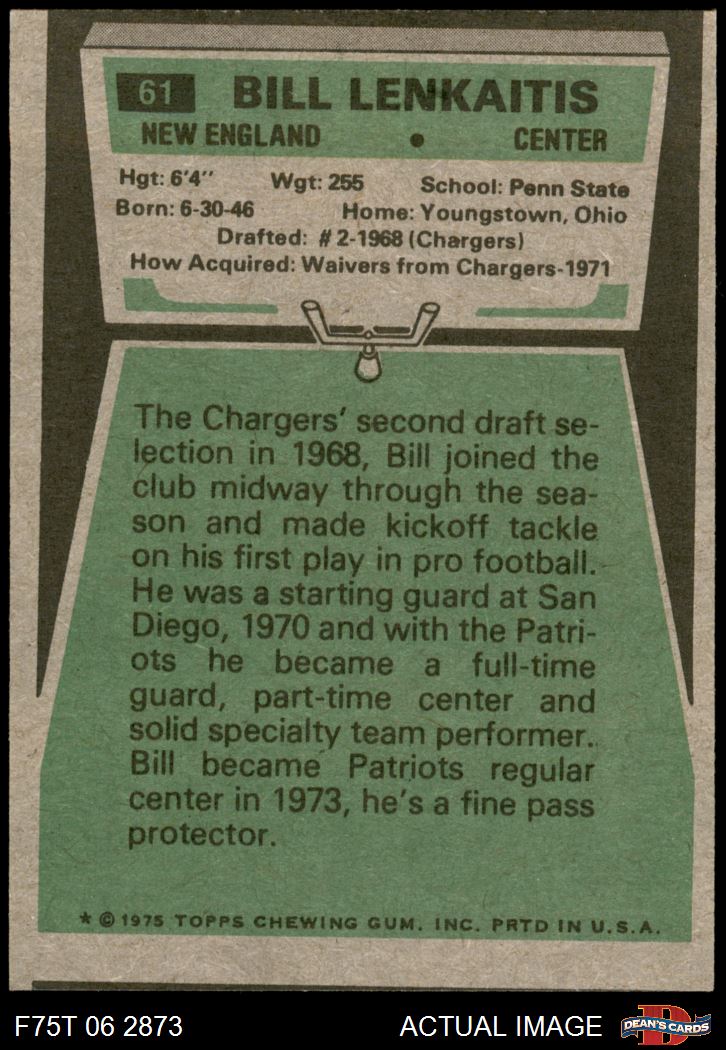 61 BILL LENKAITIS
NEW ENGLAND • CENTER
Hgt: 6'4" Wgt: 255 School: Penn State
Born: 6-30-46 Home: Youngstown, Ohio
Drafted: #2-1968 (Chargers)
How Acquired: Waivers from Chargers-1971
The Chargers' second draft se-
lection in 1968, Bill joined the
club midway through the sea-
son and made kickoff tackle
on his first play in pro football.
He was a starting guard at San
Diego, 1970 and with the Patri-
ots he became a full-time
guard, part-time center and
solid specialty team performer.
Bill became Patriots regular
center in 1973, he's a fine pass
protector.
* © 1975 TOPPS CHEWING GUM. INC. PRTD IN U.S.A.
F75T 06 2873 ACTUAL IMAGE D DEAN'S CARDS